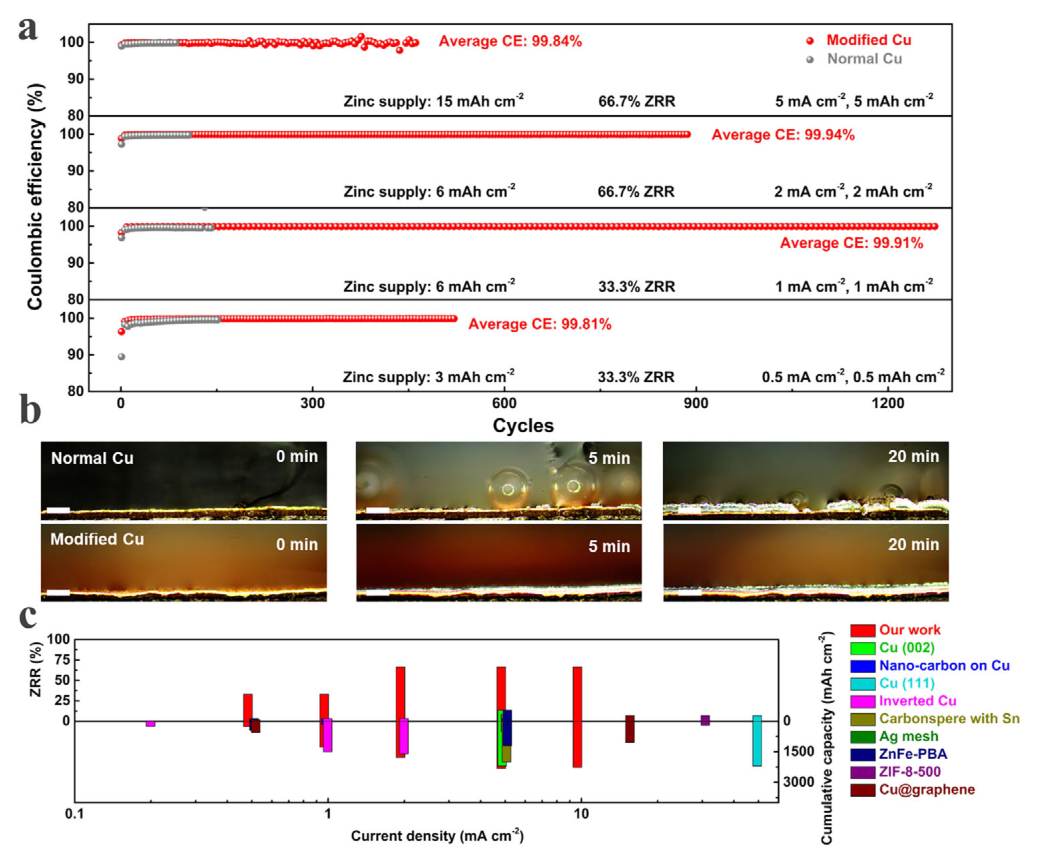 a
Coulombic efficiency (%)
100
90
80
Average CE: 99.84%
Modified Cu
Normal Cu
Zinc supply: 15 mAh cm⁻² 66.7% ZRR 5 mA cm⁻², 5 mAh cm⁻²
100
90
80
Average CE: 99.94%
Zinc supply: 6 mAh cm⁻² 66.7% ZRR 2 mA cm⁻², 2 mAh cm⁻²
100
90
80
Average CE: 99.91%
Zinc supply: 6 mAh cm⁻² 33.3% ZRR 1 mA cm⁻², 1 mAh cm⁻²
100
90
80
Average CE: 99.81%
Zinc supply: 3 mAh cm⁻² 33.3% ZRR 0.5 mA cm⁻², 0.5 mAh cm⁻²
0 300 600 900 1200
Cycles
b
Normal Cu 0 min 5 min 20 min
Modified Cu 0 min 5 min 20 min
c
ZRR (%)
100
75
50
25
0
0
1500
3000
Cumulative capacity (mAh cm⁻²)
0.1 1 10
Current density (mA cm⁻²)
Our work
Cu (002)
Nano-carbon on Cu
Cu (111)
Inverted Cu
Carbonspere with Sn
Ag mesh
ZnFe-PBA
ZIF-8-500
Cu@graphene